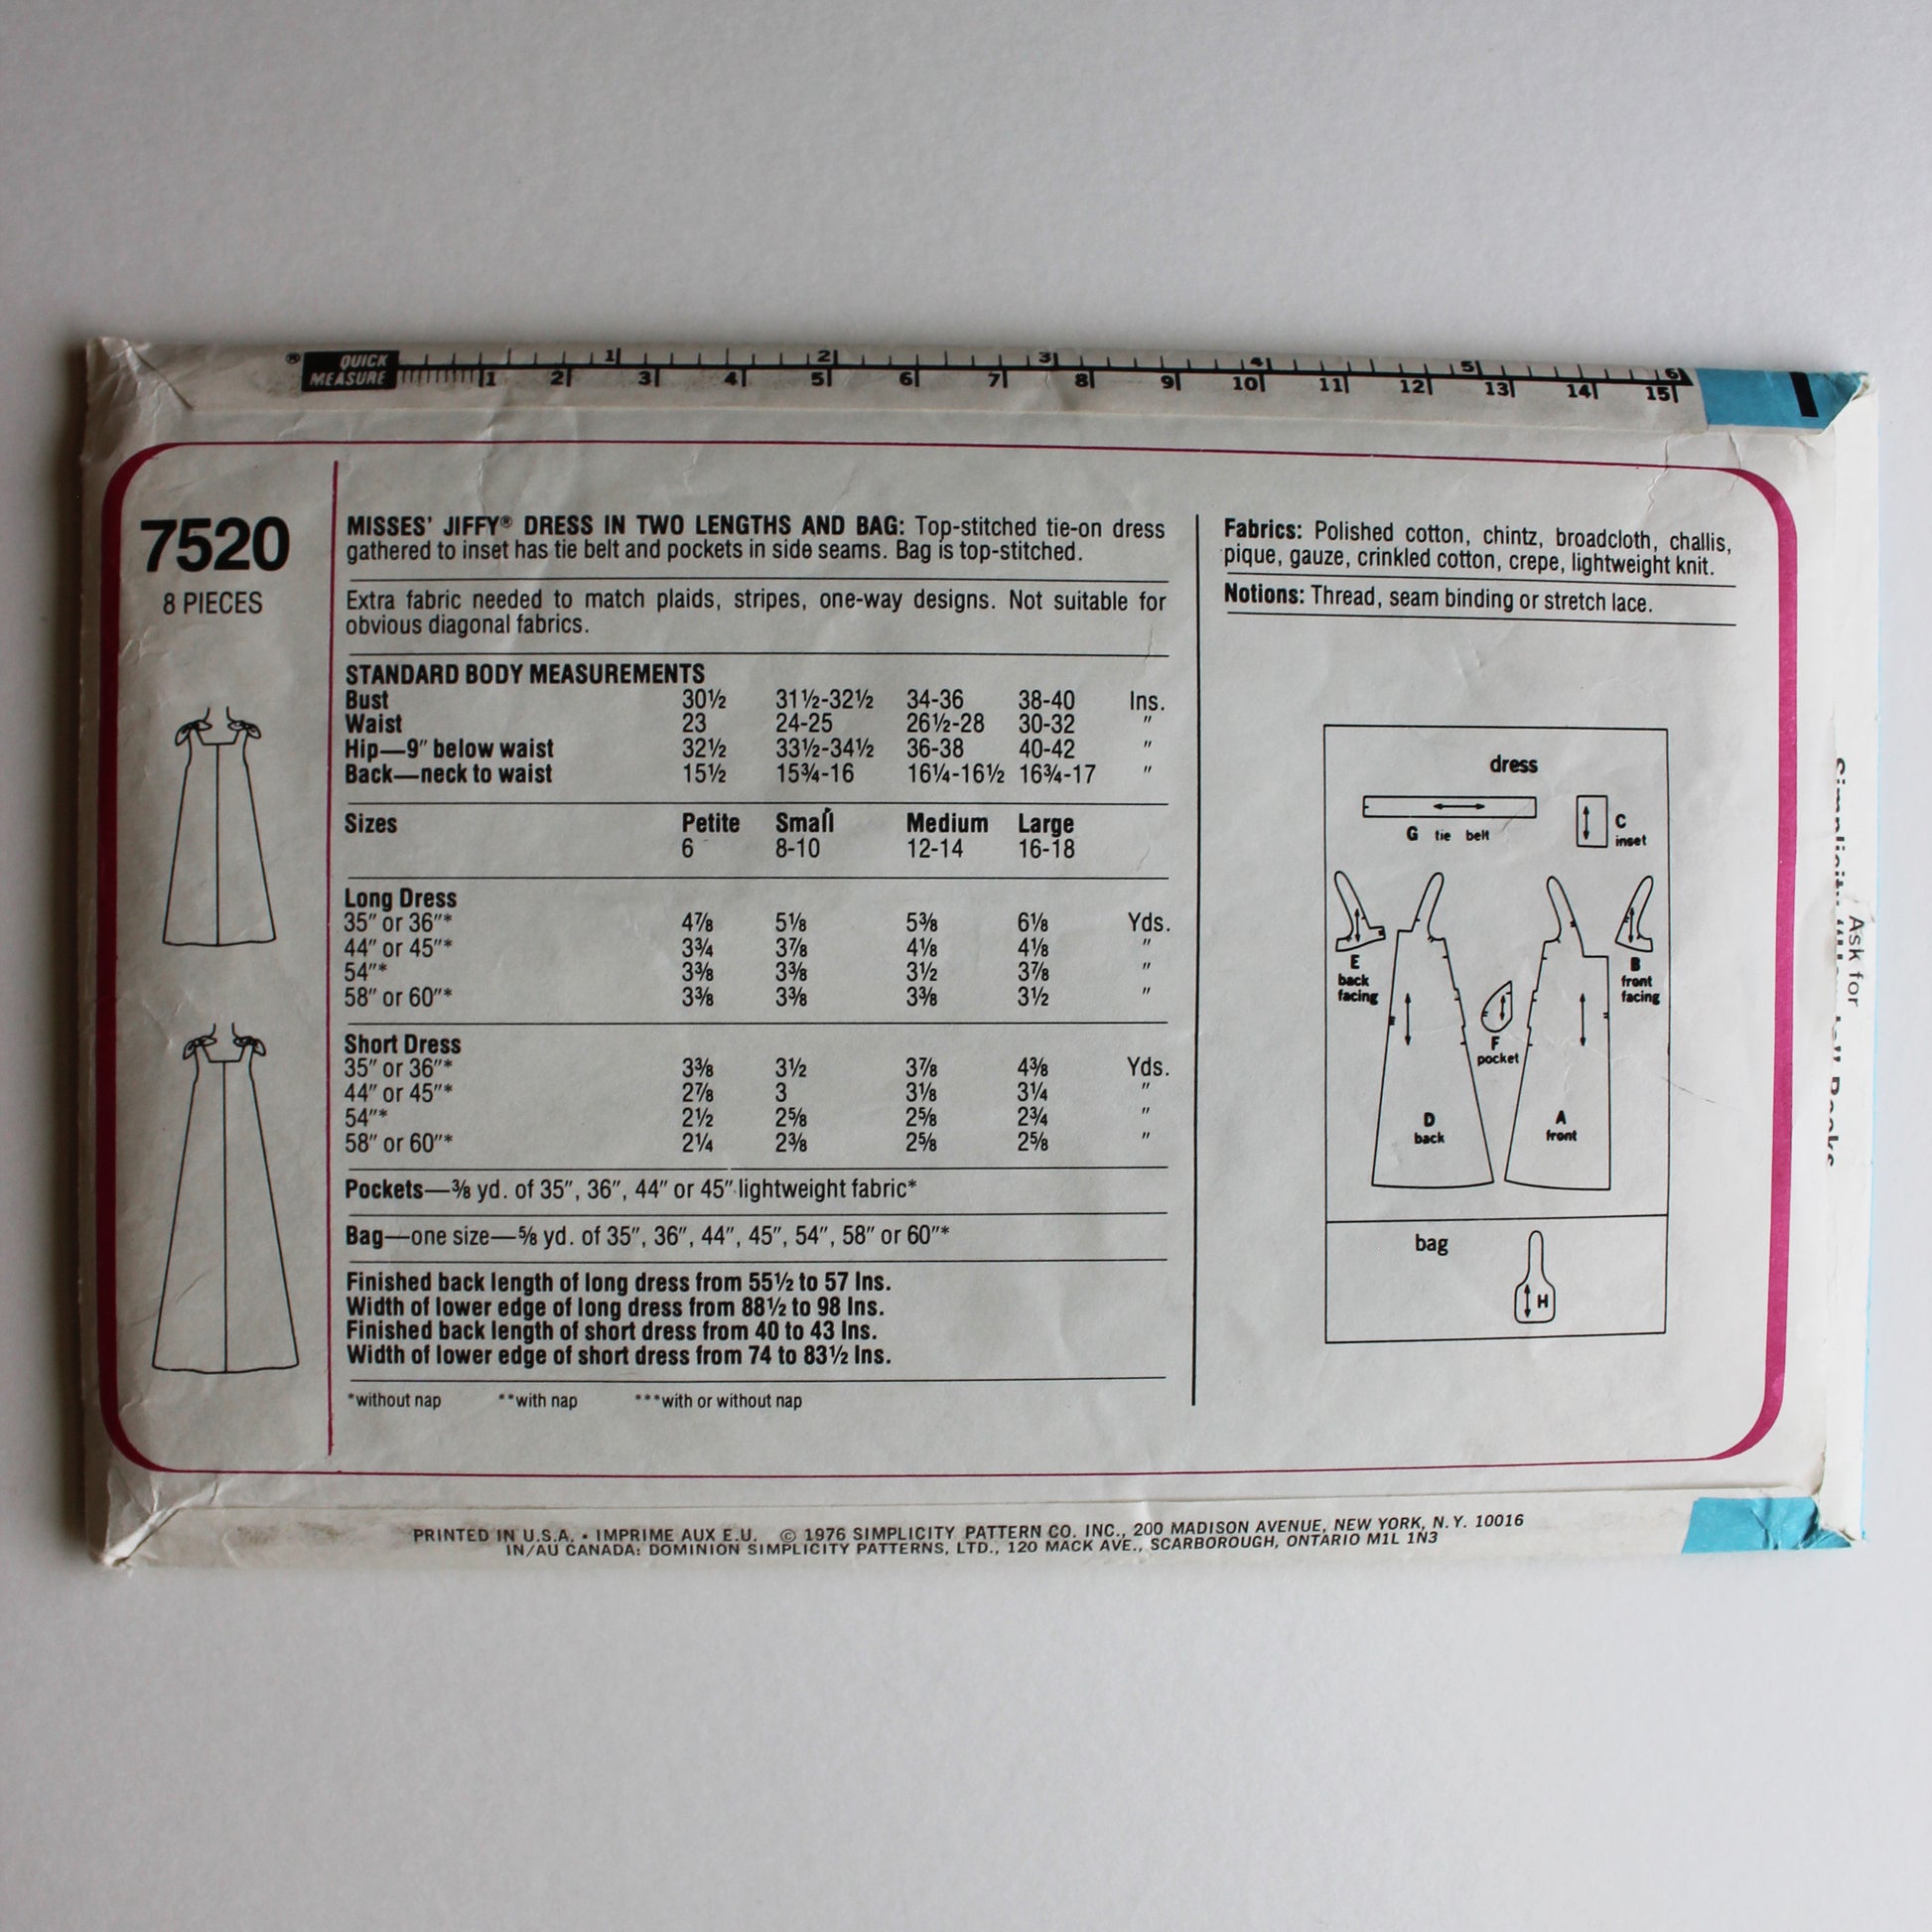 ® QUICK MEASURE
1 2 3 4 5 6
1 2 3 4 5 6 7 8 9 10 11 12 13 14 15
7520
8 PIECES
MISSES' JIFFY® DRESS IN TWO LENGTHS AND BAG: Top-stitched tie-on dress
gathered to inset has tie belt and pockets in side seams. Bag is top-stitched.
Extra fabric needed to match plaids, stripes, one-way designs. Not suitable for
obvious diagonal fabrics.
STANDARD BODY MEASUREMENTS
Bust 30½ 31½-32½ 34-36 38-40 Ins.
Waist 23 24-25 26½-28 30-32 "
Hip—9" below waist 32½ 33½-34½ 36-38 40-42 "
Back—neck to waist 15½ 15¾-16 16¼-16½ 16¾-17 "
Sizes Petite Small Medium Large
6 8-10 12-14 16-18
Long Dress
35" or 36"* 4⅞ 5⅛ 5⅜ 6⅛ Yds.
44" or 45"* 3¾ 3⅞ 4⅛ 4⅛ "
54"* 3⅜ 3⅜ 3½ 3⅞ "
58" or 60"* 3⅜ 3⅜ 3⅜ 3½ "
Short Dress
35" or 36"* 3⅜ 3½ 3⅞ 4⅜ Yds.
44" or 45"* 2⅞ 3 3⅛ 3¼ "
54"* 2½ 2⅝ 2⅝ 2¾ "
58" or 60"* 2¼ 2⅜ 2⅝ 2⅝ "
Pockets—⅜ yd. of 35", 36", 44" or 45" lightweight fabric*
Bag—one size—⅝ yd. of 35", 36", 44", 45", 54", 58" or 60"*
Finished back length of long dress from 55½ to 57 Ins.
Width of lower edge of long dress from 88½ to 98 Ins.
Finished back length of short dress from 40 to 43 Ins.
Width of lower edge of short dress from 74 to 83½ Ins.
*without nap **with nap ***with or without nap
Fabrics: Polished cotton, chintz, broadcloth, challis,
pique, gauze, crinkled cotton, crepe, lightweight knit.
Notions: Thread, seam binding or stretch lace.
dress
G tie belt
C
inset
E
back
facing
B
front
facing
F
pocket
D
back
A
front
bag
H
Ask for
PRINTED IN U.S.A. • IMPRIME AUX E.U. © 1976 SIMPLICITY PATTERN CO. INC., 200 MADISON AVENUE, NEW YORK, N.Y. 10016
IN/AU CANADA: DOMINION SIMPLICITY PATTERNS, LTD., 120 MACK AVE., SCARBOROUGH, ONTARIO M1L 1N3